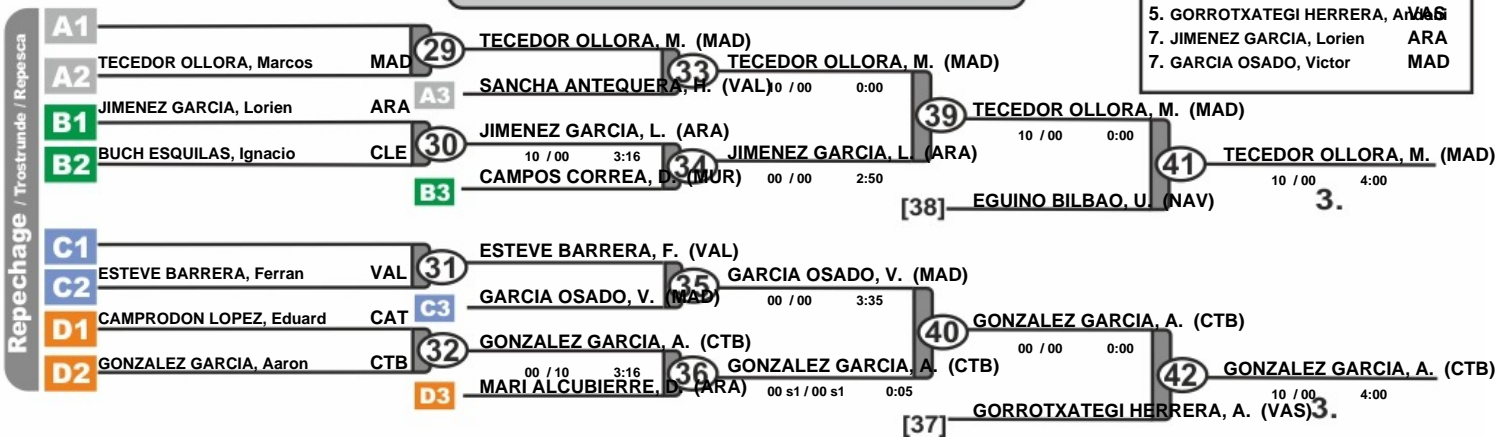 5. GORROTXATEGI HERRERA, Andoni VAS
7. JIMENEZ GARCIA, Lorien ARA
7. GARCIA OSADO, Victor MAD
Repechage / Trostrunde / Repesca
A1
A2 TECEDOR OLLORA, Marcos MAD
B1 JIMENEZ GARCIA, Lorien ARA
B2 BUCH ESQUILAS, Ignacio CLE
C1
C2 ESTEVE BARRERA, Ferran VAL
D1 CAMPRODON LOPEZ, Eduard CAT
D2 GONZALEZ GARCIA, Aaron CTB
29 TECEDOR OLLORA, M. (MAD)
A3 SANCHA ANTEQUERA, H. (VAL)
30 JIMENEZ GARCIA, L. (ARA)
10 / 00 3:16
B3 CAMPOS CORREA, D. (MUR)
31 ESTEVE BARRERA, F. (VAL)
C3 GARCIA OSADO, V. (MAD)
32 GONZALEZ GARCIA, A. (CTB)
00 / 10 3:16
D3 MARI ALCUBIERRE, D. (ARA)
33 TECEDOR OLLORA, M. (MAD)
10 / 00 0:00
34 JIMENEZ GARCIA, L. (ARA)
00 / 00 2:50
35 GARCIA OSADO, V. (MAD)
00 / 00 3:35
36 GONZALEZ GARCIA, A. (CTB)
00 s1 / 00 s1 0:05
39 TECEDOR OLLORA, M. (MAD)
10 / 00 0:00
[38] EGUINO BILBAO, U. (NAV)
40 GONZALEZ GARCIA, A. (CTB)
00 / 00 0:00
[37] GORROTXATEGI HERRERA, A. (VAS)
41 TECEDOR OLLORA, M. (MAD)
10 / 00 4:00
3.
42 GONZALEZ GARCIA, A. (CTB)
10 / 00 4:00
3.